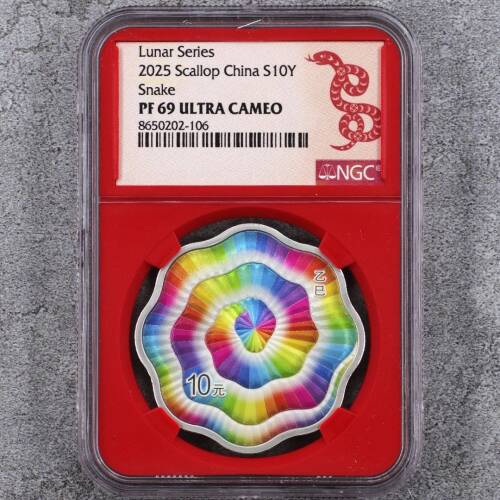 Lunar Series
2025 Scallop China S10Y
Snake
PF 69 ULTRA CAMEO
8650202-106
NGC®
乙巳
10元